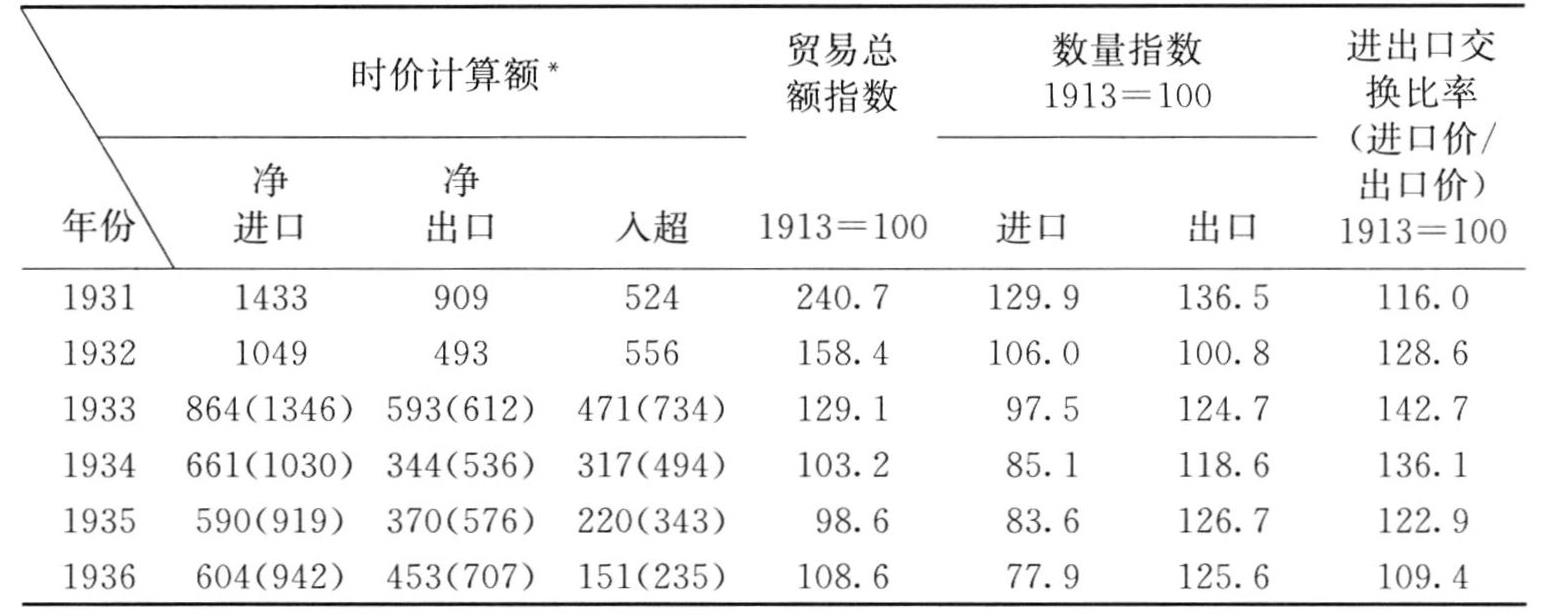 时价计算额*
贸易总额指数
数量指数
1913=100
进出口交换比率(进口价/出口价)
1913=100
年份 净进口 净出口 入超 1913=100 进口 出口
1931 1433 909 524 240.7 129.9 136.5 116.0
1932 1049 493 556 158.4 106.0 100.8 128.6
1933 864(1346) 593(612) 471(734) 129.1 97.5 124.7 142.7
1934 661(1030) 344(536) 317(494) 103.2 85.1 118.6 136.1
1935 590(919) 370(576) 220(343) 98.6 83.6 126.7 122.9
1936 604(942) 453(707) 151(235) 108.6 77.9 125.6 109.4